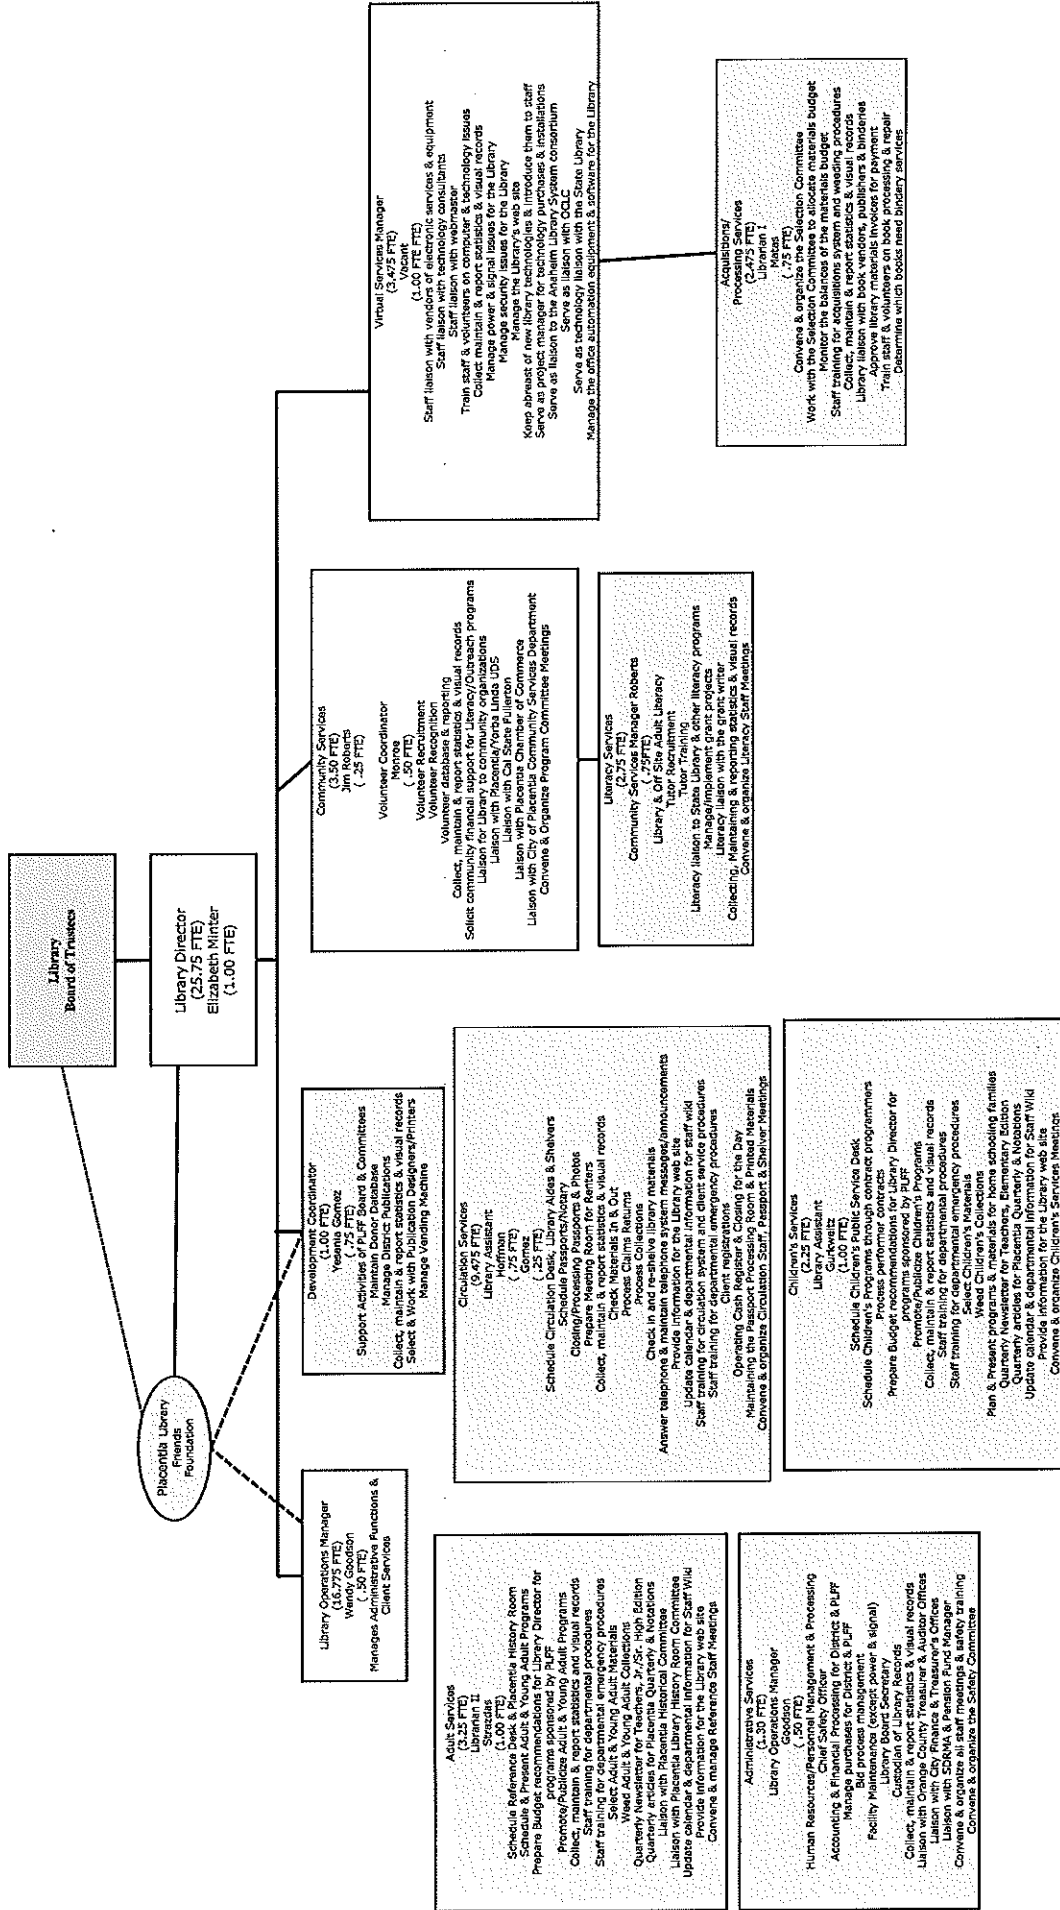 Library
Board of Trustees
Library Director
(25.75 FTE)
Elizabeth Minter
(1.00 FTE)
Placentia Library
Friends
Foundation
Library Operations Manager
(16.775 FTE)
Wendy Goodson
( .50 FTE)
Manages Administrative Functions &
Client Services
Development Coordinator
(1.00 FTE)
Yesenia Gomez
( .75 FTE)
Support Activities of PLFF Board & Committees
Maintain Donor Database
Manage District Publications
Collect, maintain & report statistics & visual records
Select & Work with Publication Designers/Printers
Manage Vending Machine
Community Services
(3.50 FTE)
Jim Roberts
( .25 FTE)
Volunteer Coordinator
Monroe
( .50 FTE)
Volunteer Recruitment
Volunteer Recognition
Volunteer database & reporting
Collect, maintain & report statistics & visual records
Solicit community financial support for Literacy/Outreach programs
Liaison for Library to community organizations
Liaison with Placentia/Yorba Linda UDS
Liaison with Cal State Fullerton
Liaison with Placentia Chamber of Commerce
Liaison with City of Placentia Community Services Department
Convene & Organize Program Committee Meetings
Virtual Services Manager
(3.475 FTE)
Vacant
(1.00 FTE FTE)
Staff liaison with vendors of electronic services & equipment
Staff liaison with technology consultants
Staff liaison with webmaster
Train staff & volunteers on computer & technology issues
Collect maintain & report statistics & visual records
Manage power & signal issues for the Library
Manage security issues for the Library
Manage the Library's web site
Keep abreast of new library technologies & introduce them to staff
Serve as project manager for technology purchases & installations
Serve as liaison to the Anaheim Library System consortium
Serve as liaison with OCLC
Serve as technology liaison with the State Library
Manage the office automation equipment & software for the Library
Adult Services
(3.25 FTE)
Librarian II
Strazdas
(1.00 FTE)
Schedule Reference Desk & Placentia History Room
Schedule & Present Adult & Young Adult Programs
Prepare Budget recommendations for Library Director for
programs sponsored by PLFF
Promote/Publicize Adult & Young Adult Programs
Collect, maintain & report statistics and visual records
Staff training for departmental procedures
Staff training for departmental emergency procedures
Select Adult & Young Adult Materials
Weed Adult & Young Adult Collections
Quarterly Newsletter for Teachers, Jr./Sr. High Edition
Quarterly articles for Placentia Quarterly & Notations
Liaison with Placentia Historical Committee
Liaison with Placentia Library History Room Committee
Update calendar & departmental information for Staff Wiki
Provide information for the Library web site
Convene & manage Reference Staff Meetings
Circulation Services
(9.475 FTE)
Library Assistant
Hoffman
( .75 FTE)
Gomez
( .25 FTE)
Schedule Circulation Desk, Library Aides & Shelvers
Schedule Passports/Notary
Closing/Processing Passports & Photos
Prepare Meeting Room for Renters
Collect, maintain & report statistics & visual records
Check Materials In & Out
Process Claims Returns
Process Collections
Check in and re-shelve library materials
Answer telephone & maintain telephone system messages/announcements
Provide information for the Library web site
Update calendar & departmental information for staff wiki
Staff training for circulation system and client service procedures
Staff training for departmental emergency procedures
Client registrations
Operating Cash Register & Closing for the Day
Maintaining the Passport Processing Room & Printed Materials
Convene & organize Circulation Staff, Passport & Shelver Meetings
Literacy Services
(2.75 FTE)
Community Services Manager Roberts
( .75FTE)
Library & Off Site Adult Literacy
Tutor Recruitment
Tutor Training
Literacy liaison to State Library & other literacy programs
Manage/implement grant projects
Literacy liaison with the grant writer
Collecting, Maintaining & reporting statistics & visual records
Convene & organize Literacy Staff Meetings
Acquisitions/
Processing Services
(2.475 FTE)
Librarian I
Matas
( .75 FTE)
Convene & organize the Selection Committee
Work with the Selection Committee to allocate materials budget
Monitor the balances of the materials budget
Staff training for acquisitions system and weeding procedures
Collect, maintain & report statistics & visual records
Library liaison with book vendors, publishers & binderies
Approve library materials invoices for payment
Train staff & volunteers on book processing & repair
Determine which books need bindery services
Administrative Services
(1.30 FTE)
Library Operations Manager
Goodson
( .50 FTE)
Human Resources/Personnel Management & Processing
Chief Safety Officer
Accounting & Financial Processing for District & PLFF
Manage purchases for District & PLFF
Bid process management
Facility Maintenance (except power & signal)
Library Board Secretary
Custodian of Library Records
Collect, maintain & report statistics & visual records
Liaison with Orange County Treasurer & Auditor Offices
Liaison with City Finance & Treasurer's Offices
Liaison with SDRMA & Pension Fund Manager
Convene & organize all staff meetings & safety training
Convene & organize the Safety Committee
Children's Services
(2.25 FTE)
Library Assistant
Gurkweitz
(1.00 FTE)
Schedule Children's Public Service Desk
Schedule Children's Programs through contract programmers
Process performer contracts
Prepare Budget recommendations for Library Director for
programs sponsored by PLFF
Promote/Publicize Children's Programs
Collect, maintain & report statistics and visual records
Staff training for departmental procedures
Staff training for departmental emergency procedures
Select Children's Materials
Weed Children's Collections
Plan & Present programs & materials for home schooling families
Quarterly Newsletter for Teachers, Elementary Edition
Quarterly articles for Placentia Quarterly & Notations
Update calendar & departmental information for Staff Wiki
Provide information for the Library web site
Convene & organize Children's Services Meetings